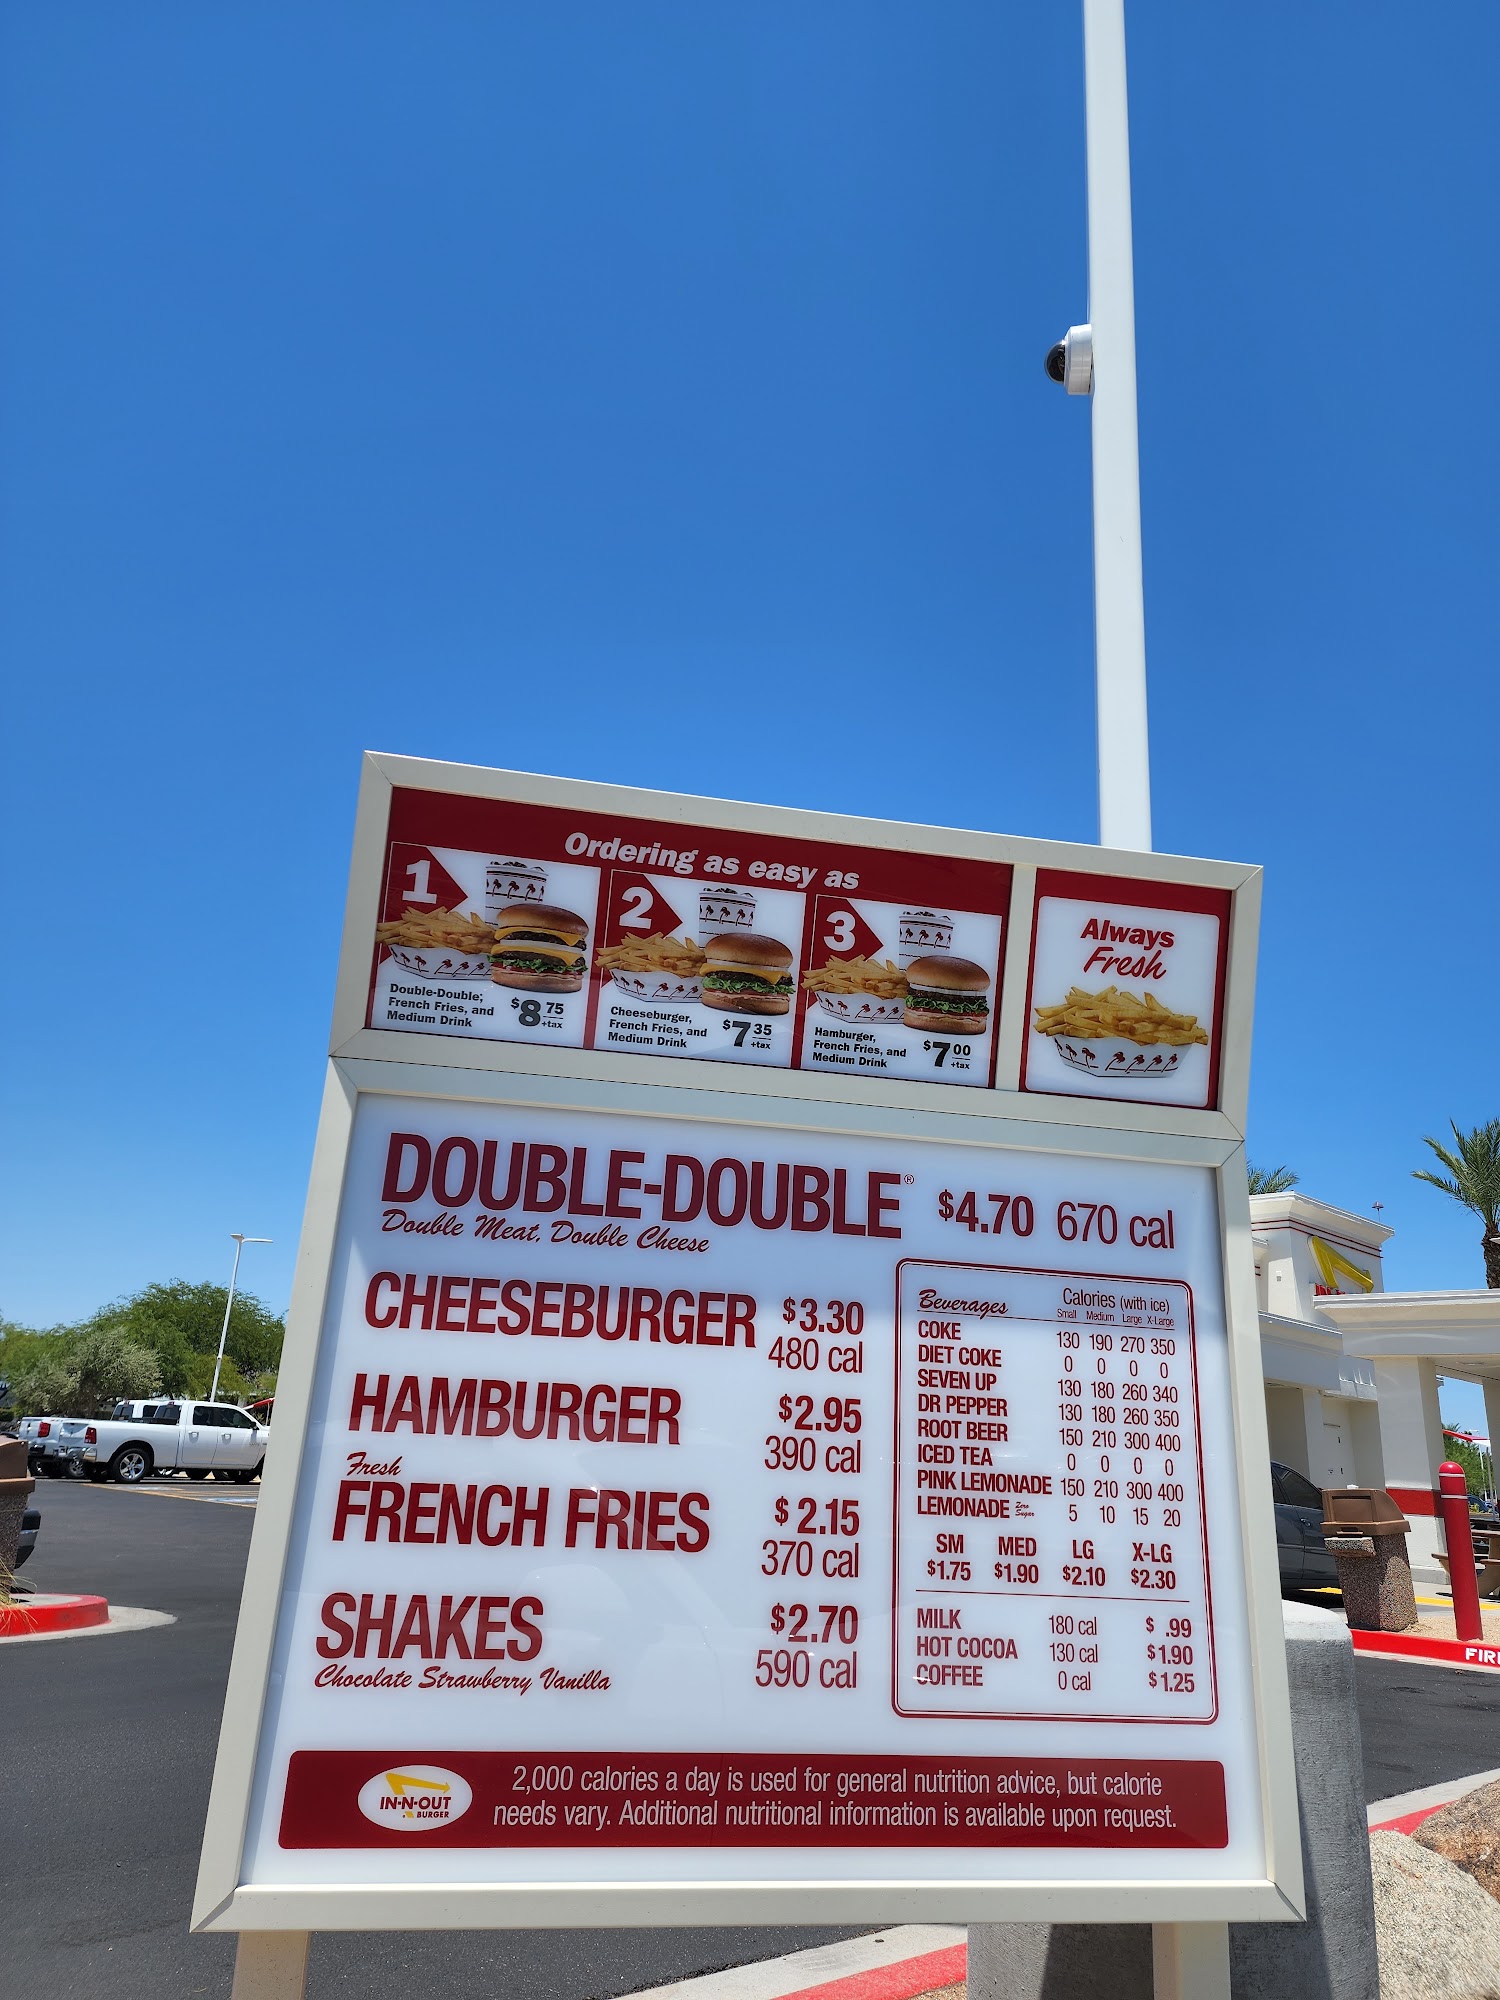 Ordering as easy as
1
Double-Double,
French Fries, and
Medium Drink
$8 75
+tax
2
Cheeseburger,
French Fries, and
Medium Drink
$7 35
+tax
3
Hamburger,
French Fries, and
Medium Drink
$7 00
+tax
Always
Fresh
DOUBLE-DOUBLE® $4.70 670 cal
Double Meat, Double Cheese
CHEESEBURGER $3.30
480 cal
HAMBURGER $2.95
390 cal
Fresh
FRENCH FRIES $2.15
370 cal
SHAKES $2.70
590 cal
Chocolate Strawberry Vanilla
Beverages Calories (with ice)
Small Medium Large X-Large
COKE 130 190 270 350
DIET COKE 0 0 0 0
SEVEN UP 130 180 260 340
DR PEPPER 130 180 260 350
ROOT BEER 150 210 300 400
ICED TEA 0 0 0 0
PINK LEMONADE 150 210 300 400
LEMONADE Zero Sugar 5 10 15 20
SM MED LG X-LG
$1.75 $1.90 $2.10 $2.30
MILK 180 cal $ .99
HOT COCOA 130 cal $1.90
COFFEE 0 cal $1.25
IN-N-OUT
BURGER
2,000 calories a day is used for general nutrition advice, but calorie
needs vary. Additional nutritional information is available upon request.
FIR